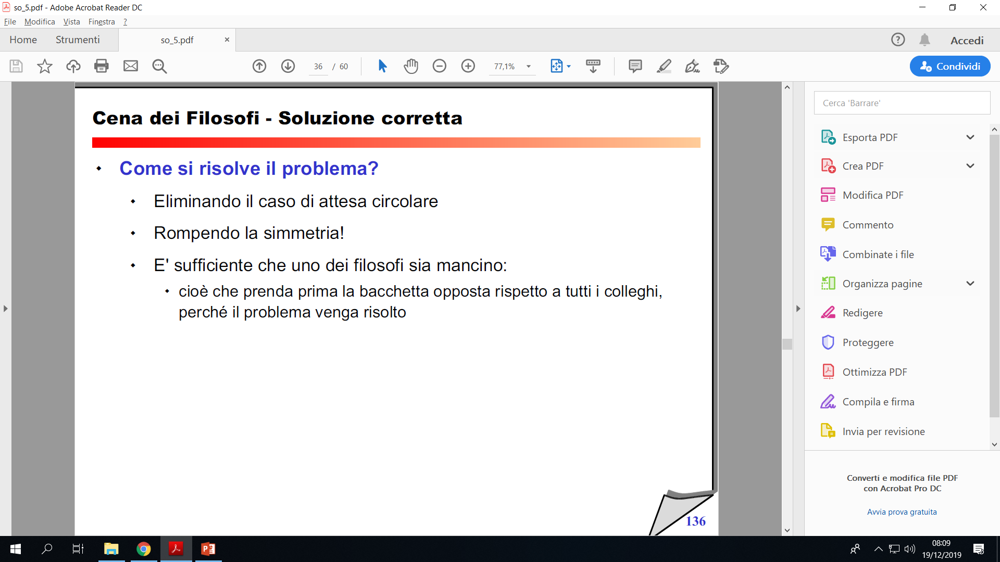 so_5.pdf - Adobe Acrobat Reader DC
File Modifica Vista Finestra ?
Home Strumenti so_5.pdf × Accedi
36 / 60 77,1% Condividi
Cena dei Filosofi - Soluzione corretta
Come si risolve il problema?
Eliminando il caso di attesa circolare
Rompendo la simmetria!
E' sufficiente che uno dei filosofi sia mancino:
cioè che prenda prima la bacchetta opposta rispetto a tutti i colleghi,
perché il problema venga risolto
136
Cerca 'Barrare'
Esporta PDF
Crea PDF
Modifica PDF
Commento
Combinate i file
Organizza pagine
Redigere
Proteggere
Ottimizza PDF
Compila e firma
Invia per revisione
Converti e modifica file PDF
con Acrobat Pro DC
Avvia prova gratuita
08:09
19/12/2019